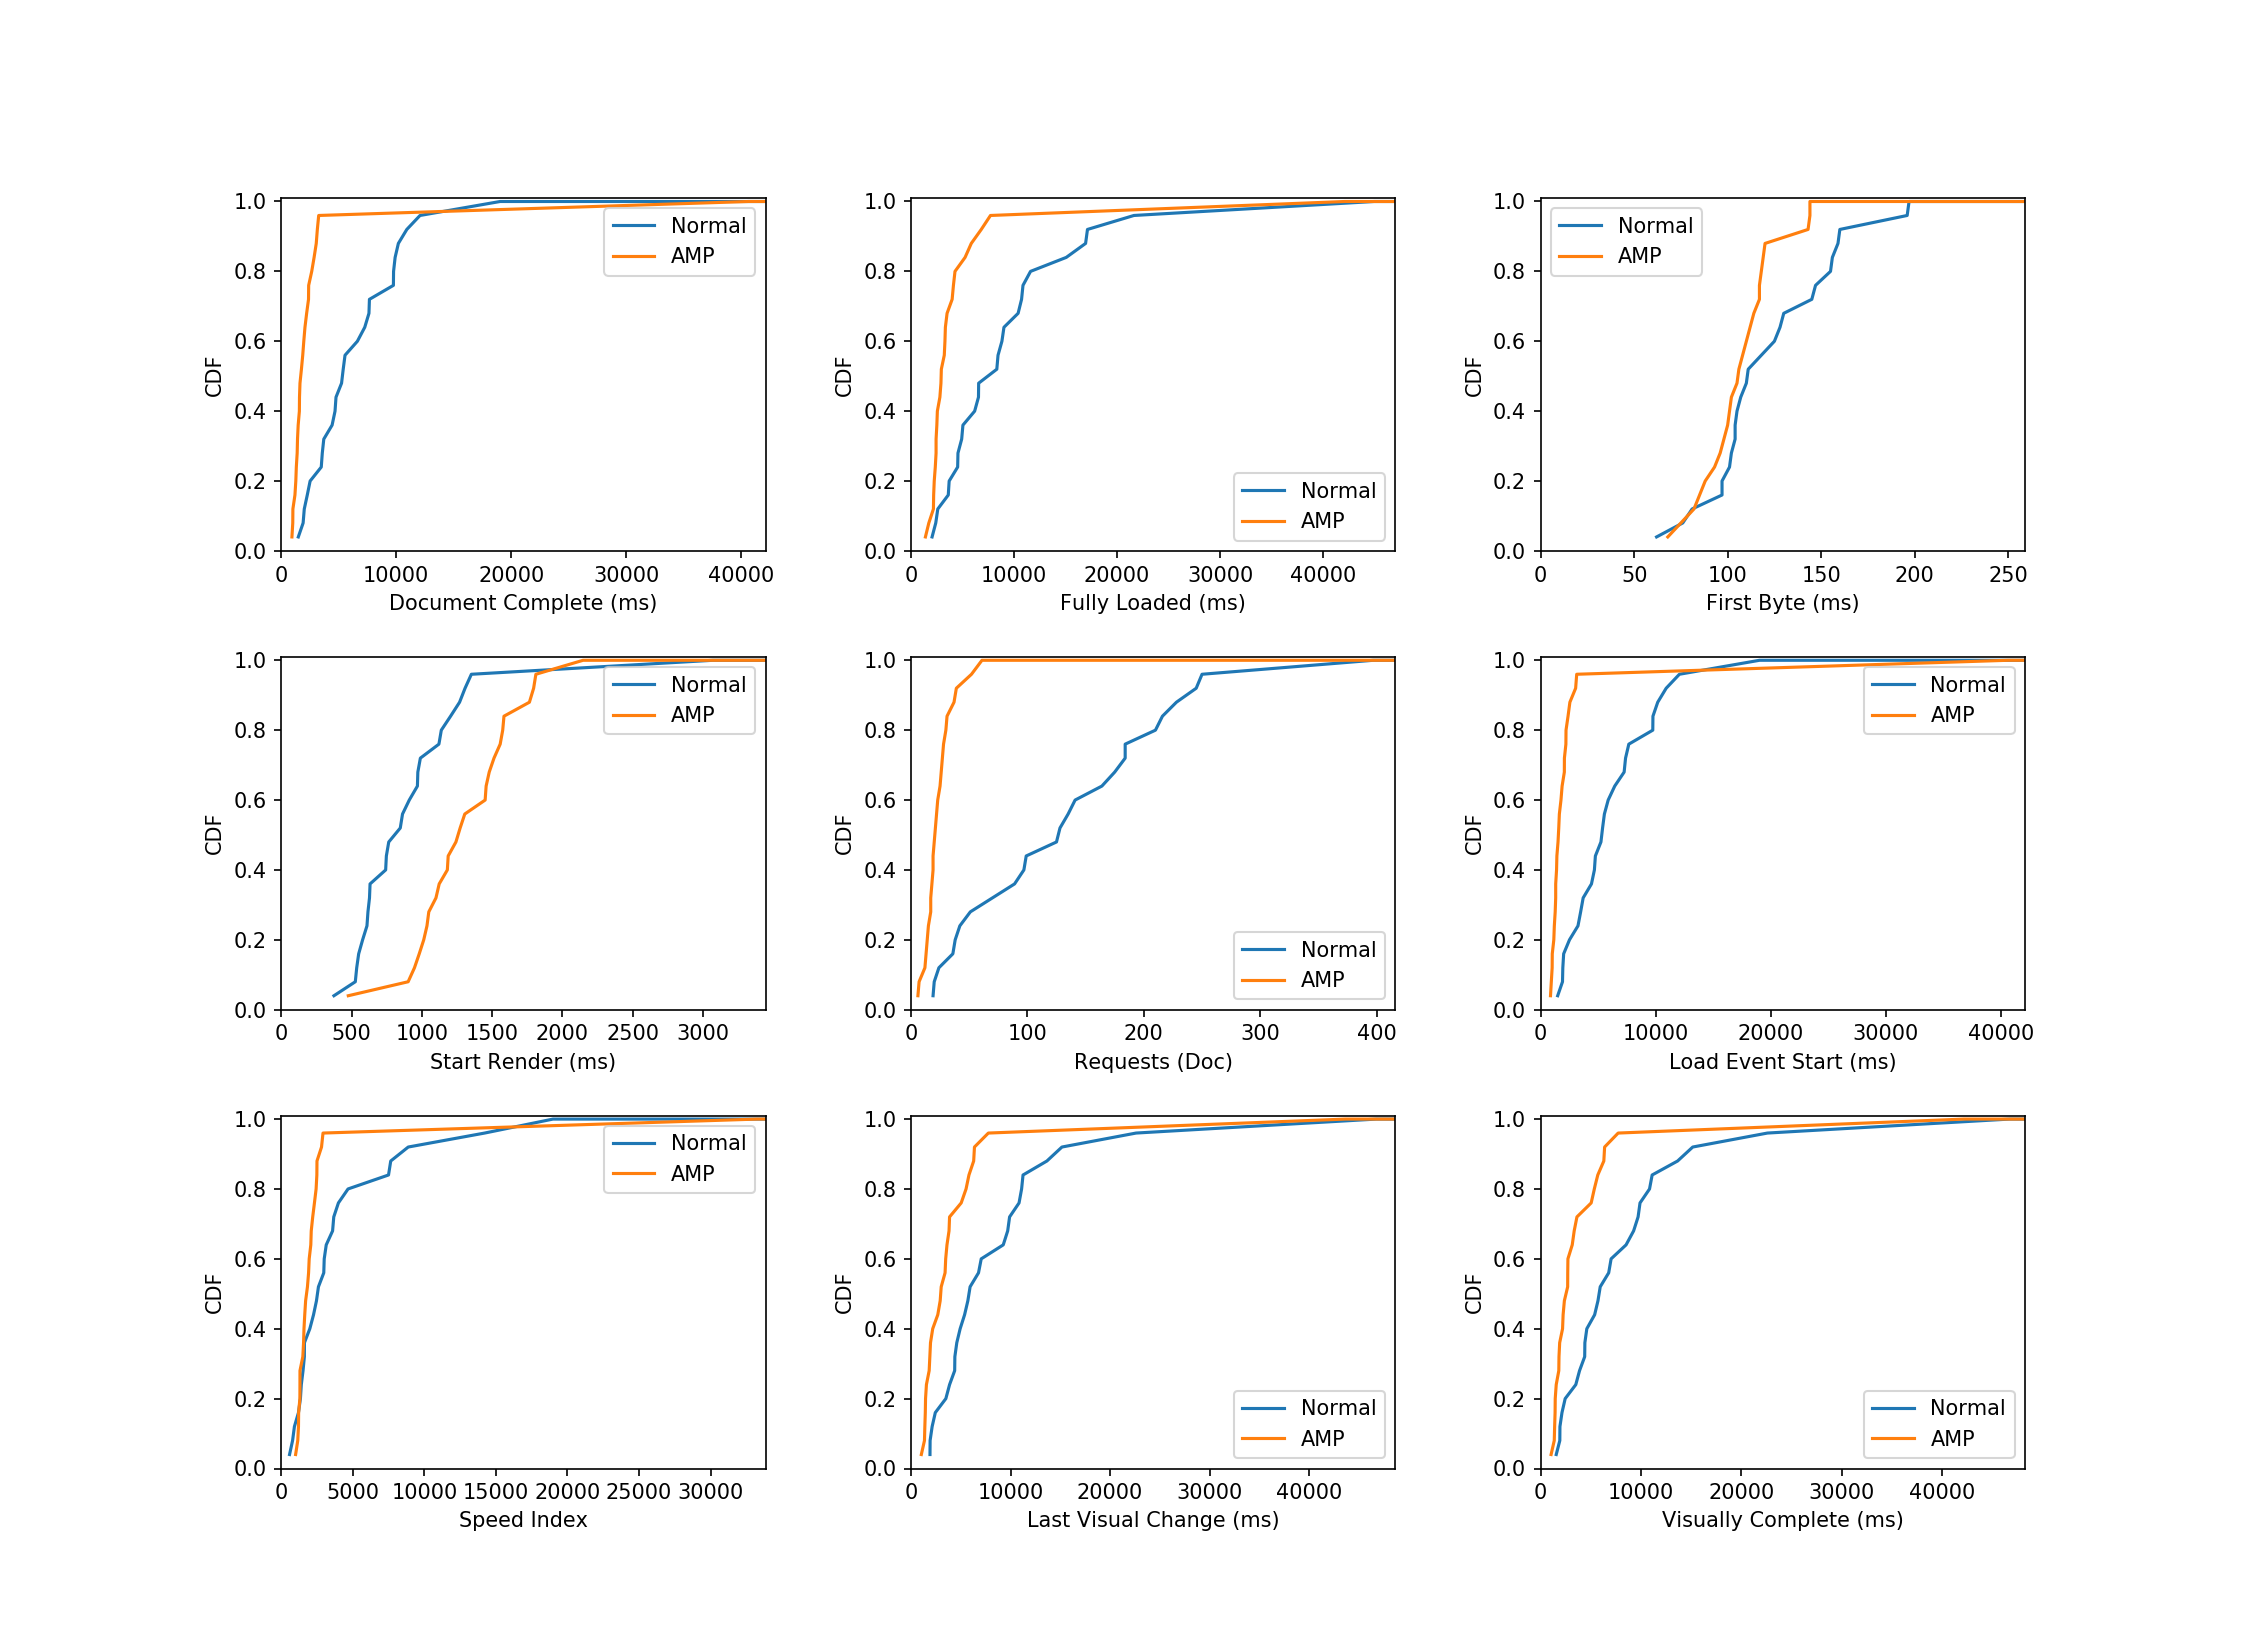 1.0
0.8
0.6
0.4
0.2
0.0
CDF
Normal
AMP
0 10000 20000 30000 40000
Document Complete (ms)
1.0
0.8
0.6
0.4
0.2
0.0
CDF
Normal
AMP
0 10000 20000 30000 40000
Fully Loaded (ms)
1.0
0.8
0.6
0.4
0.2
0.0
CDF
Normal
AMP
0 50 100 150 200 250
First Byte (ms)
1.0
0.8
0.6
0.4
0.2
0.0
CDF
Normal
AMP
0 500 1000 1500 2000 2500 3000
Start Render (ms)
1.0
0.8
0.6
0.4
0.2
0.0
CDF
Normal
AMP
0 100 200 300 400
Requests (Doc)
1.0
0.8
0.6
0.4
0.2
0.0
CDF
Normal
AMP
0 10000 20000 30000 40000
Load Event Start (ms)
1.0
0.8
0.6
0.4
0.2
0.0
CDF
Normal
AMP
0 5000 10000 15000 20000 25000 30000
Speed Index
1.0
0.8
0.6
0.4
0.2
0.0
CDF
Normal
AMP
0 10000 20000 30000 40000
Last Visual Change (ms)
1.0
0.8
0.6
0.4
0.2
0.0
CDF
Normal
AMP
0 10000 20000 30000 40000
Visually Complete (ms)